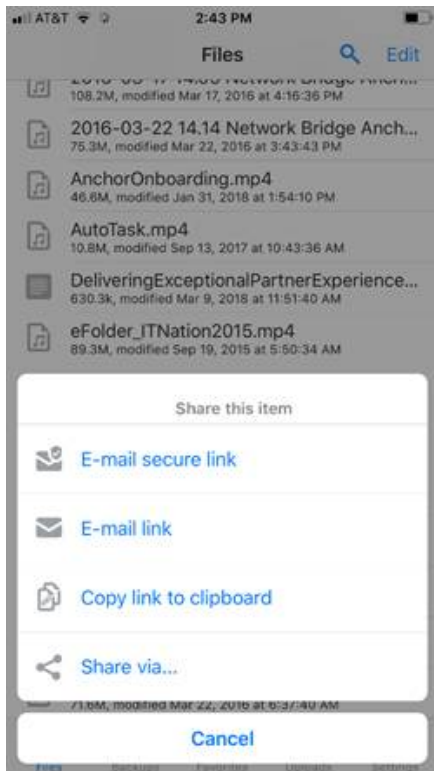 AT&T 2:43 PM
Files Edit
108.2M, modified Mar 17, 2016 at 4:16:36 PM
2016-03-22 14.14 Network Bridge Anch...
75.3M, modified Mar 22, 2016 at 3:43:43 PM
AnchorOnboarding.mp4
46.6M, modified Jan 31, 2018 at 1:54:10 PM
AutoTask.mp4
10.8M, modified Sep 13, 2017 at 10:43:36 AM
DeliveringExceptionalPartnerExperience...
630.3k, modified Mar 9, 2018 at 11:51:40 AM
eFolder_ITNation2015.mp4
89.3M, modified Sep 19, 2015 at 5:50:34 AM
Share this item
E-mail secure link
E-mail link
Copy link to clipboard
Share via...
71.6M, modified Mar 22, 2016 at 6:37:40 AM
Cancel
Files Backups Favorites Uploads Settings